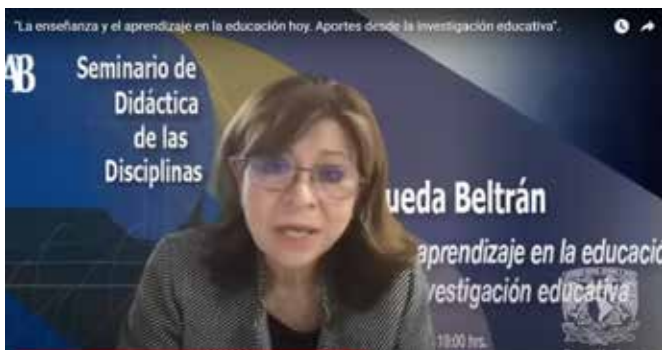 "La enseñanza y el aprendizaje en la educación hoy. Aportes desde la investigación educativa".
AB
Seminario de
Didáctica
de las
Disciplinas
ueda Beltrán
aprendizaje en la educació
vestigación educativa
19:00 hrs.